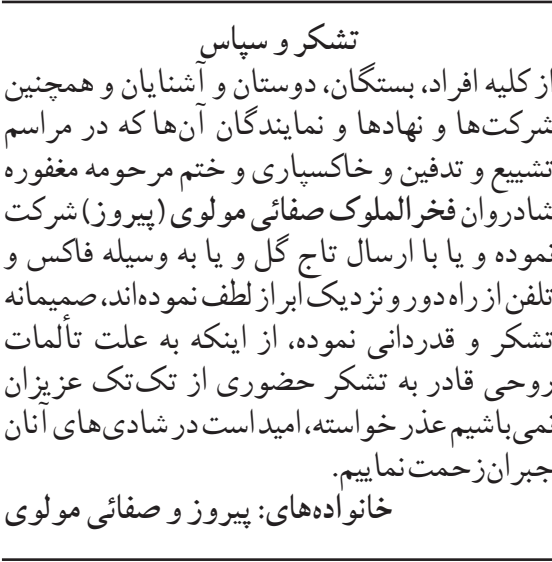 تشکر و سپاس
از کلیه افراد، بستگان، دوستان و آشنایان و همچنین
شرکت‌ها و نهادها و نمایندگان آن‌ها که در مراسم
تشییع و تدفین و خاکسپاری و ختم مرحومه مغفوره
شادروان فخرالملوک صفائی مولوی (پیروز) شرکت
نموده و یا با ارسال تاج گل و یا به وسیله فاکس و
تلفن از راه دور و نزدیک ابراز لطف نموده‌اند، صمیمانه
تشکر و قدردانی نموده، از اینکه به علت تألمات
روحی قادر به تشکر حضوری از تک‌تک عزیزان
نمی‌باشیم عذر خواسته، امید است در شادی‌های آنان
جبران زحمت نماییم.
خانواده‌های: پیروز و صفائی مولوی